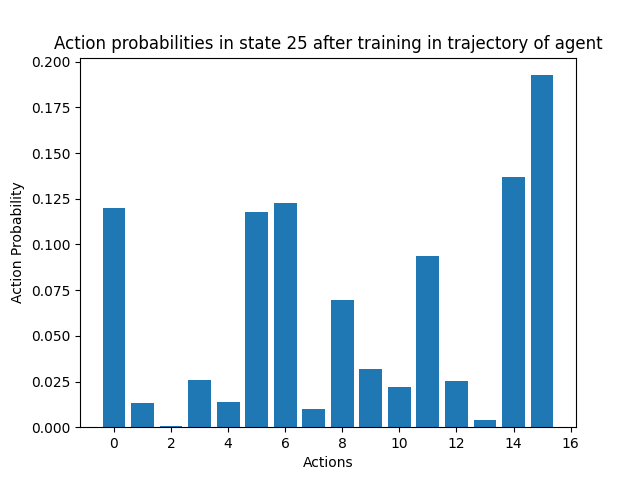 Action probabilities in state 25 after training in trajectory of agent
0.200
0.175
0.150
0.125
0.100
0.075
0.050
0.025
0.000
Action Probability
0 2 4 6 8 10 12 14 16
Actions